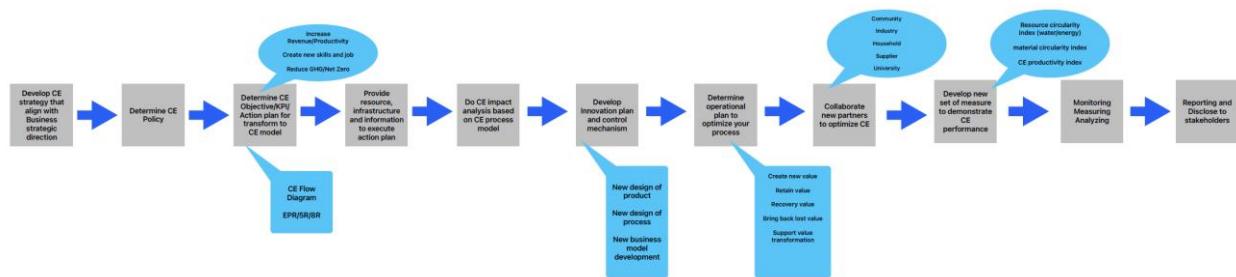 Increase
Revenue/Productivity
Create new skills and job
Reduce GHG/Net Zero
Community
Industry
Household
Supplier
University
Resource circularity
index (water/energy)
material circularity index
CE productivity index
Develop CE
strategy that
align with
Business
strategic
direction
Determine CE
Policy
Determine CE
Objective/KPI/
Action plan for
transform to
CE model
Provide
resource,
infrastructure
and information
to execute
action plan
Do CE impact
analysis based
on CE process
model
Develop
Innovation plan
and control
mechanism
Determine
operational
plan to
optimize your
process
Collaborate
new partners
to optimize CE
Develop new
set of measure
to demonstrate
CE
performance
Monitoring
Measuring
Analyzing
Reporting and
Disclose to
stakeholders
CE Flow
Diagram
EPR/5R/8R
New design of
product
New design of
process
New business
model
development
Create new value
Retain value
Recovery value
Bring back lost value
Support value
transformation